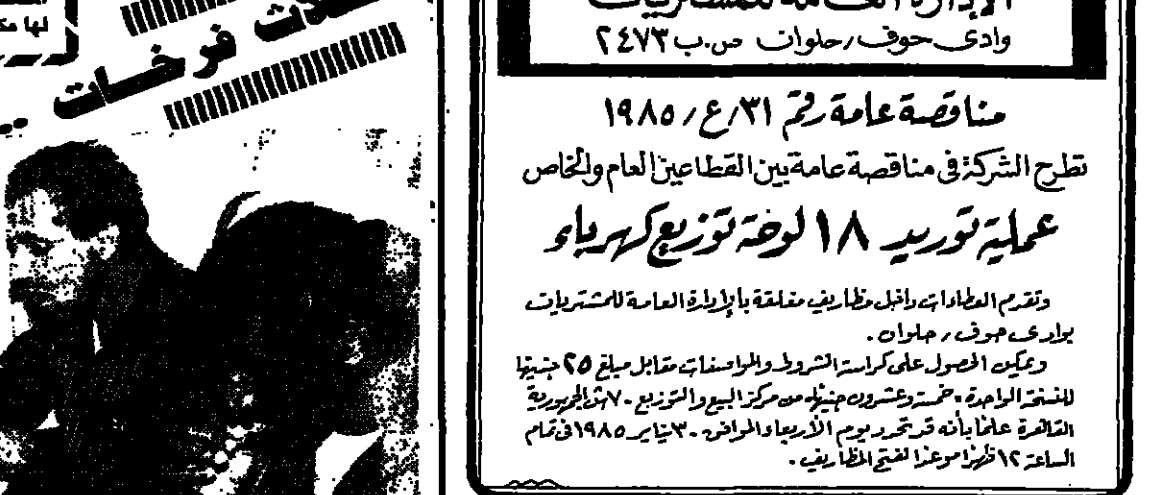 الإدارة العامة للمشتريات
وادى حوف / حلوان ص.ب ٢٤٧٣
مناقصة عامة رقم ٣١/ع/١٩٨٥
تطرح الشركة فى مناقصة عامة بين القطاعين العام والخاص
عملية توريد ١٨ لوحة توزيع كهرباء
وتقدم العطاءات داخل مظاريف مغلقة بالإدارة العامة للمشتريات
بوادى حوف / حلوان .
ويمكن الحصول على كراسة الشروط والمواصفات مقابل مبلغ ٢٥ جنيها
للنسخة الواحدة . خمسة وعشرون جنيها. من مركز البيع والتوزيع ٧٠ ش الجمهورية
القاهرة علما بأنه قد تحدد يوم الأربعاء الموافق ٣٠ يناير ١٩٨٥ فى تمام
الساعة ١٢ ظهرا موعدا لفتح المظاريف .
لها
فرخات ..